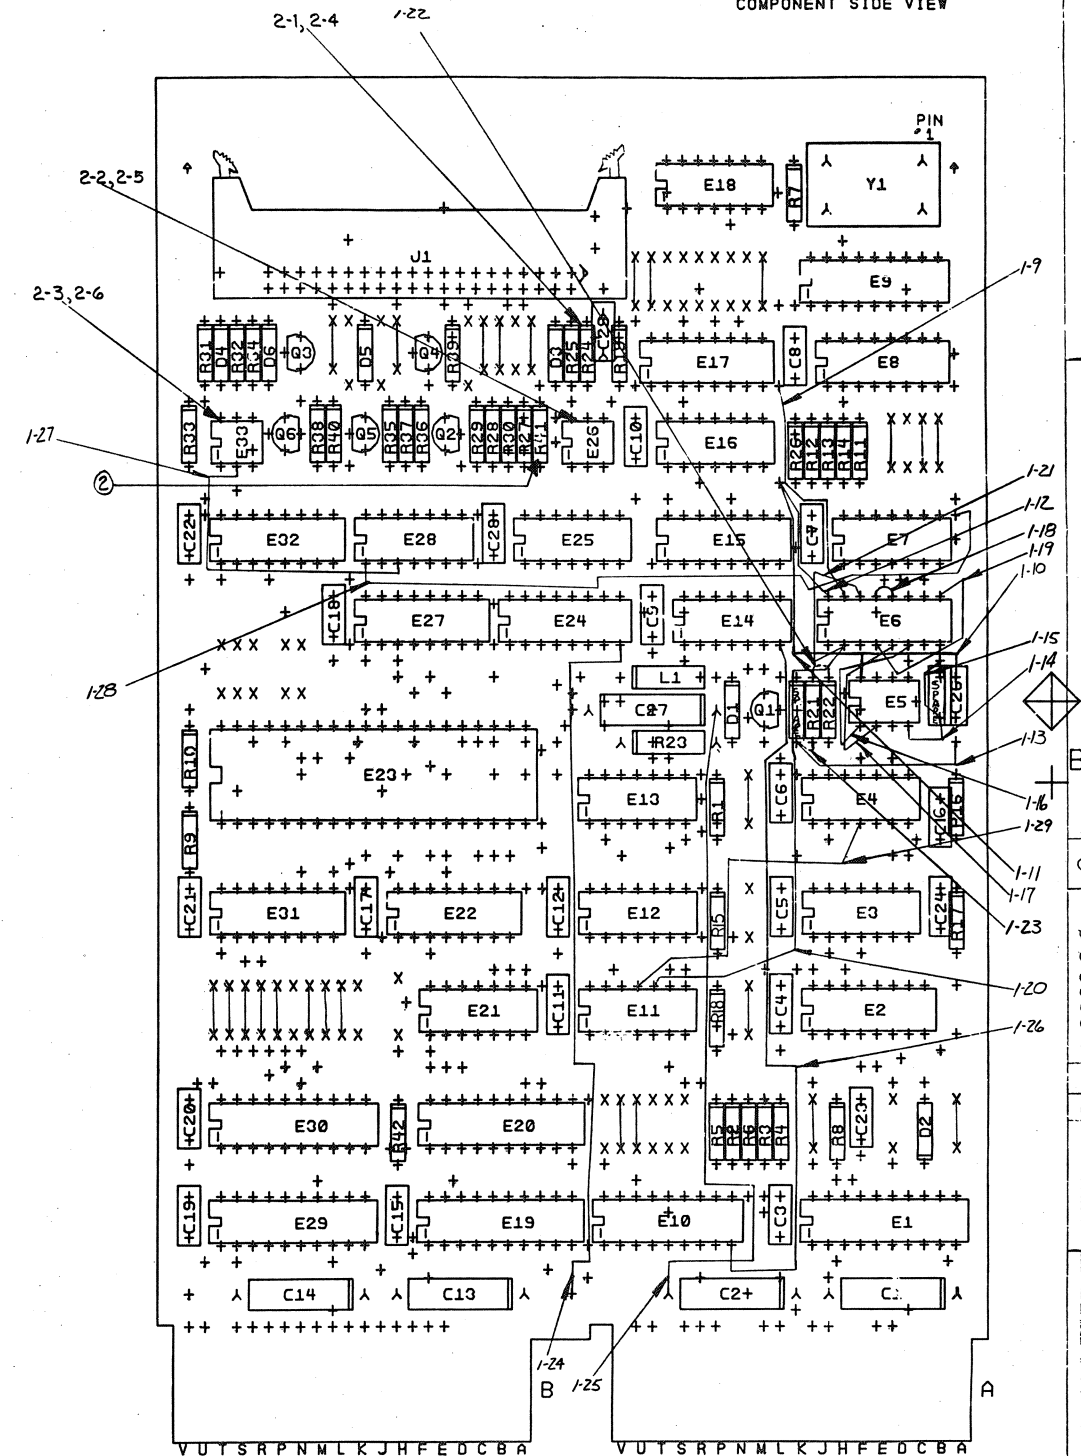 COMPONENT SIDE VIEW
2-1, 2-4
1-22
PIN
1
2-2, 2-5
E18
R7
Y1
J1
E9
1-9
2-3, 2-6
R31
D4
R32
R34
D6
Q3
D5
Q4
R39
D3
R25
R24
C29
E17
C8
E8
1-27
R33
E33
Q6
R38
R40
Q5
R35
R37
R36
Q2
R29
R28
R30
R27
R41
E26
C10
E16
R26
R12
R13
R14
R11
2
1-21
1-12
C22
E32
E28
C28
E25
E15
C7
E7
1-18
1-19
1-10
C18
E27
E24
C9
E14
E6
1-15
1-14
1-28
L1
C27
D1
Q1
R21
R22
E5
C26
R10
E23
R23
1-13
B
E13
R1
C6
E4
C16
R16
1-16
R9
1-29
1-11
1-17
C21
E31
C17
E22
C12
E12
R15
C5
E3
C24
R17
1-23
1-20
E21
C11
E11
R18
C4
E2
1-26
C20
E30
R42
E20
R5
R2
R6
R3
R4
R8
C23
D2
C19
E29
C15
E19
E10
C3
E1
C14
C13
C2
1-24
B
1-25
A
V U T S R P N M L K J H F E D C B A
V U T S R P N M L K J H F E D C B A